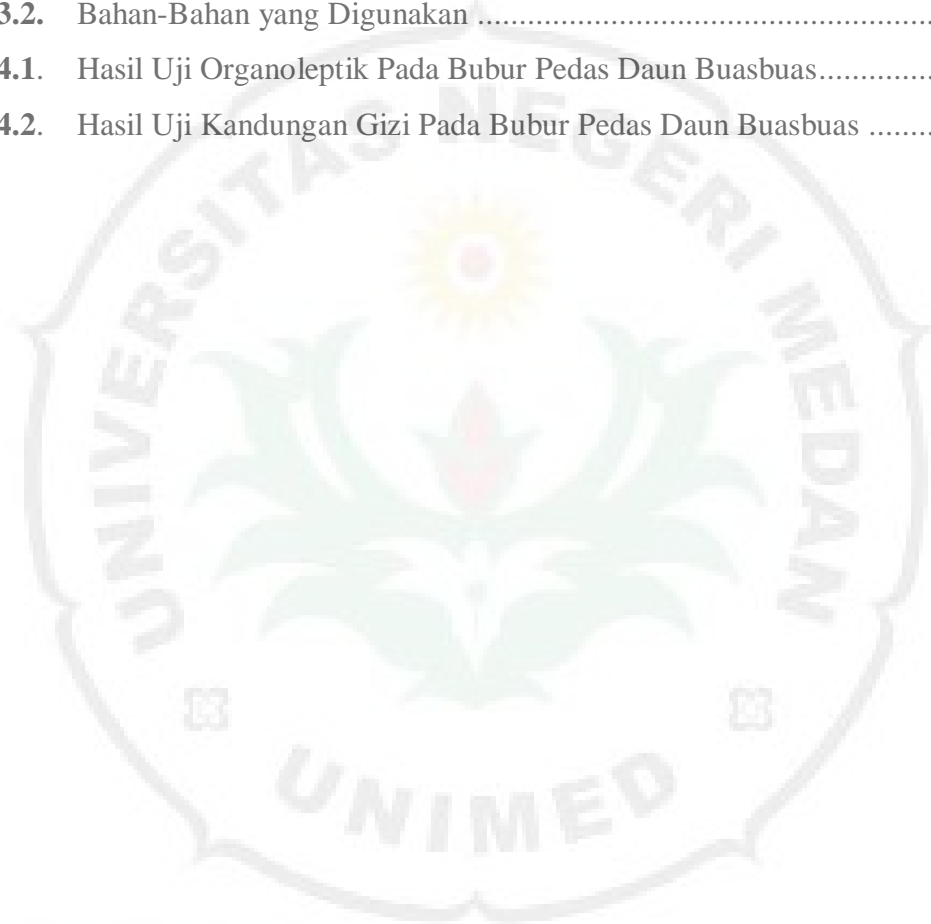 3.2. Bahan-Bahan yang Digunakan ....................................................................
4.1. Hasil Uji Organoleptik Pada Bubur Pedas Daun Buasbuas...............
4.2. Hasil Uji Kandungan Gizi Pada Bubur Pedas Daun Buasbuas ........
UNIVERSITAS NEGERI MEDAN
UNIMED